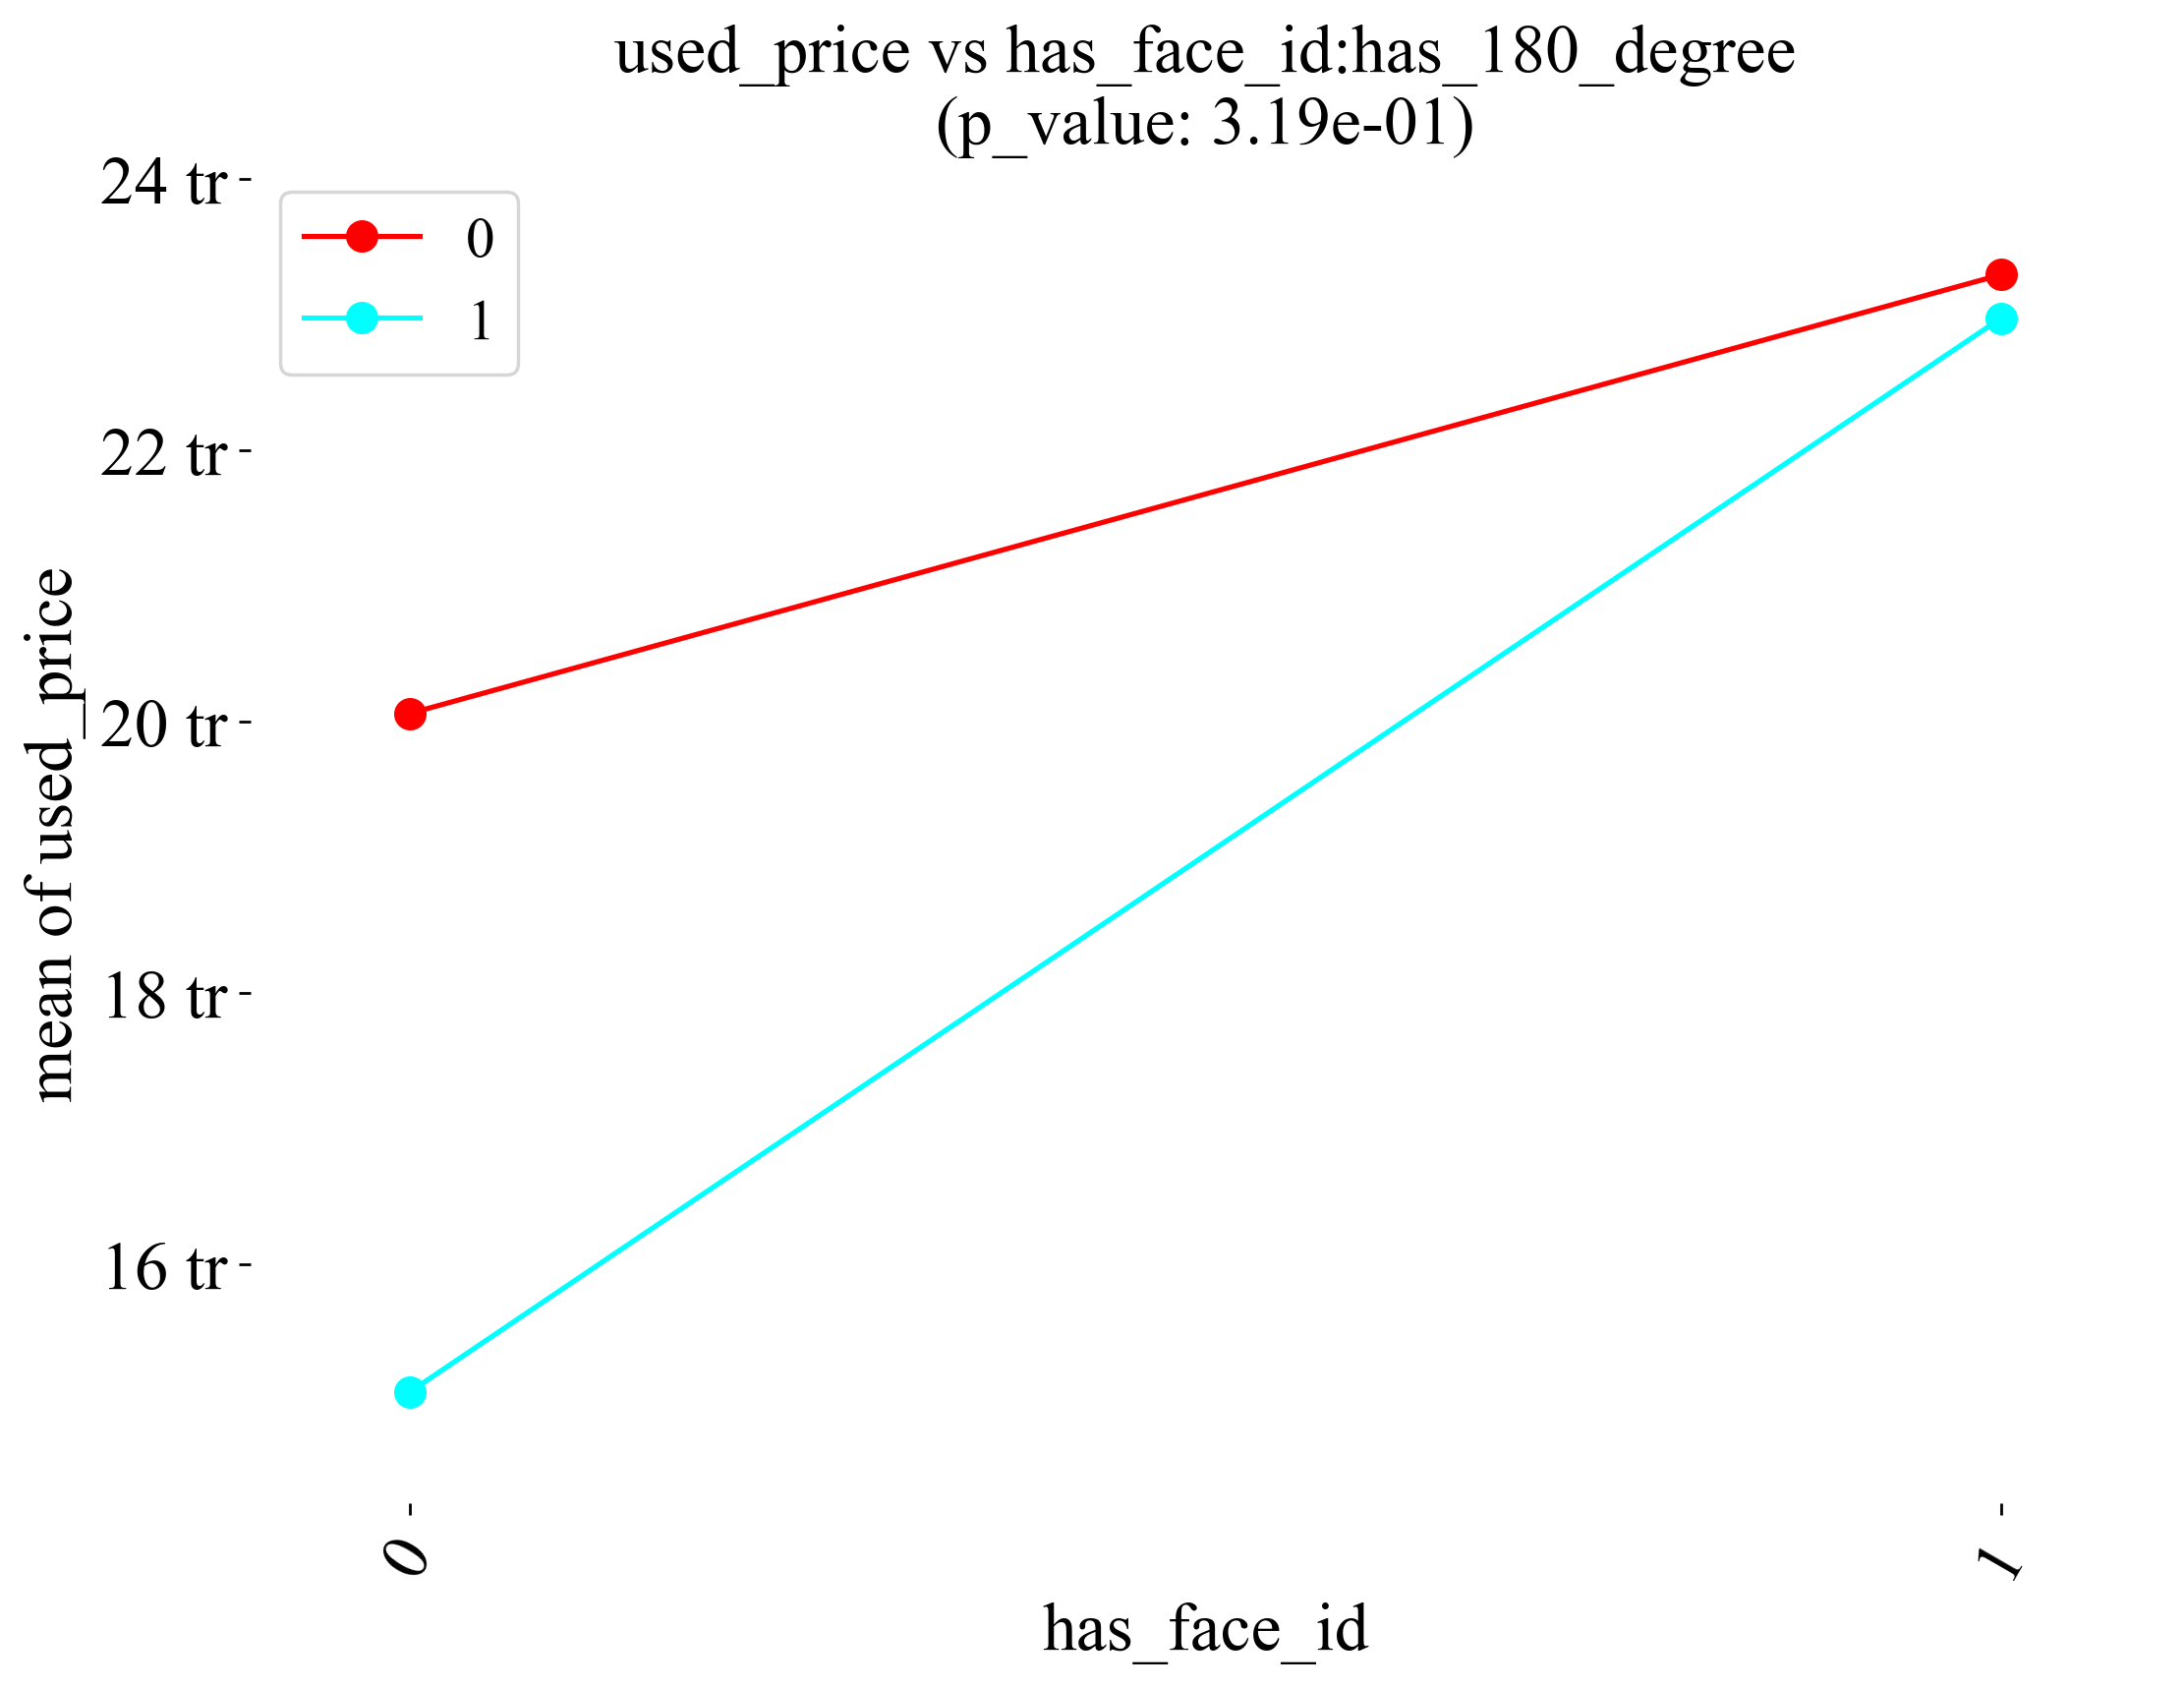 used_price vs has_face_id:has_180_degree
(p_value: 3.19e-01)
24 tr
22 tr
20 tr
18 tr
16 tr
0
1
mean of used_price
0
1
has_face_id